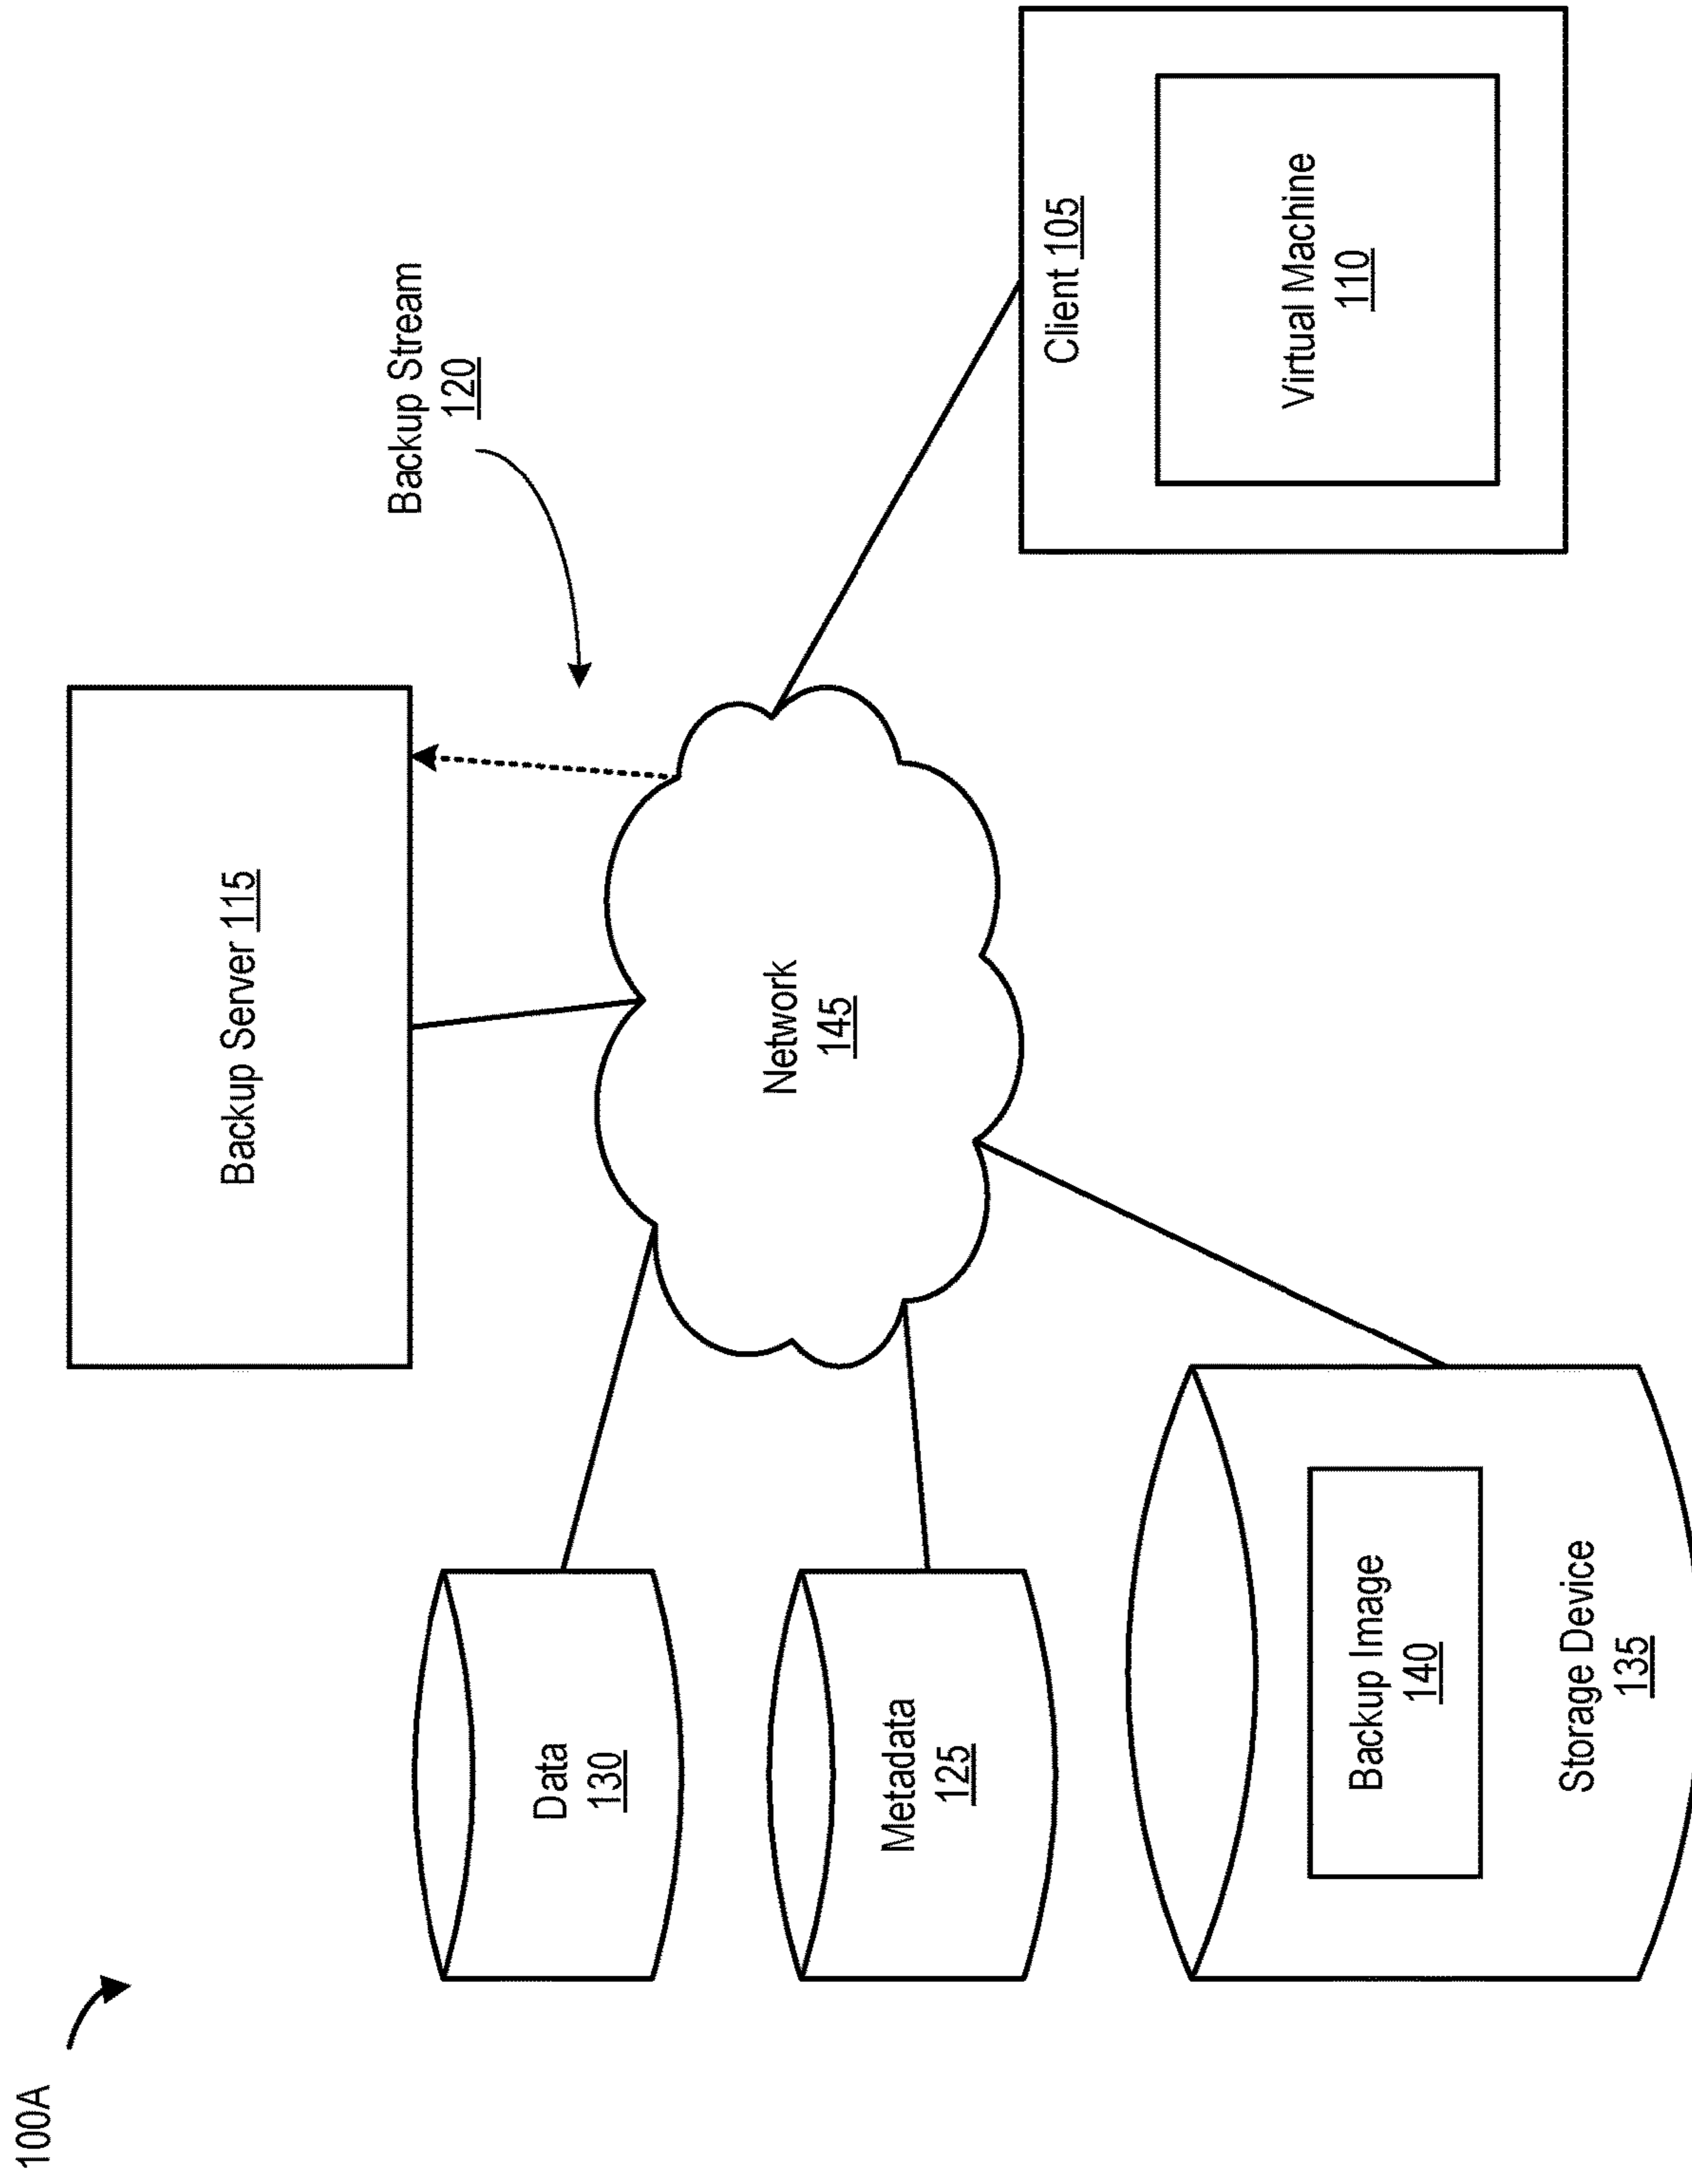 100A
Backup Server 115
Backup Stream
120
Data
130
Network
145
Metadata
125
Client 105
Virtual Machine
110
Backup Image
140
Storage Device
135